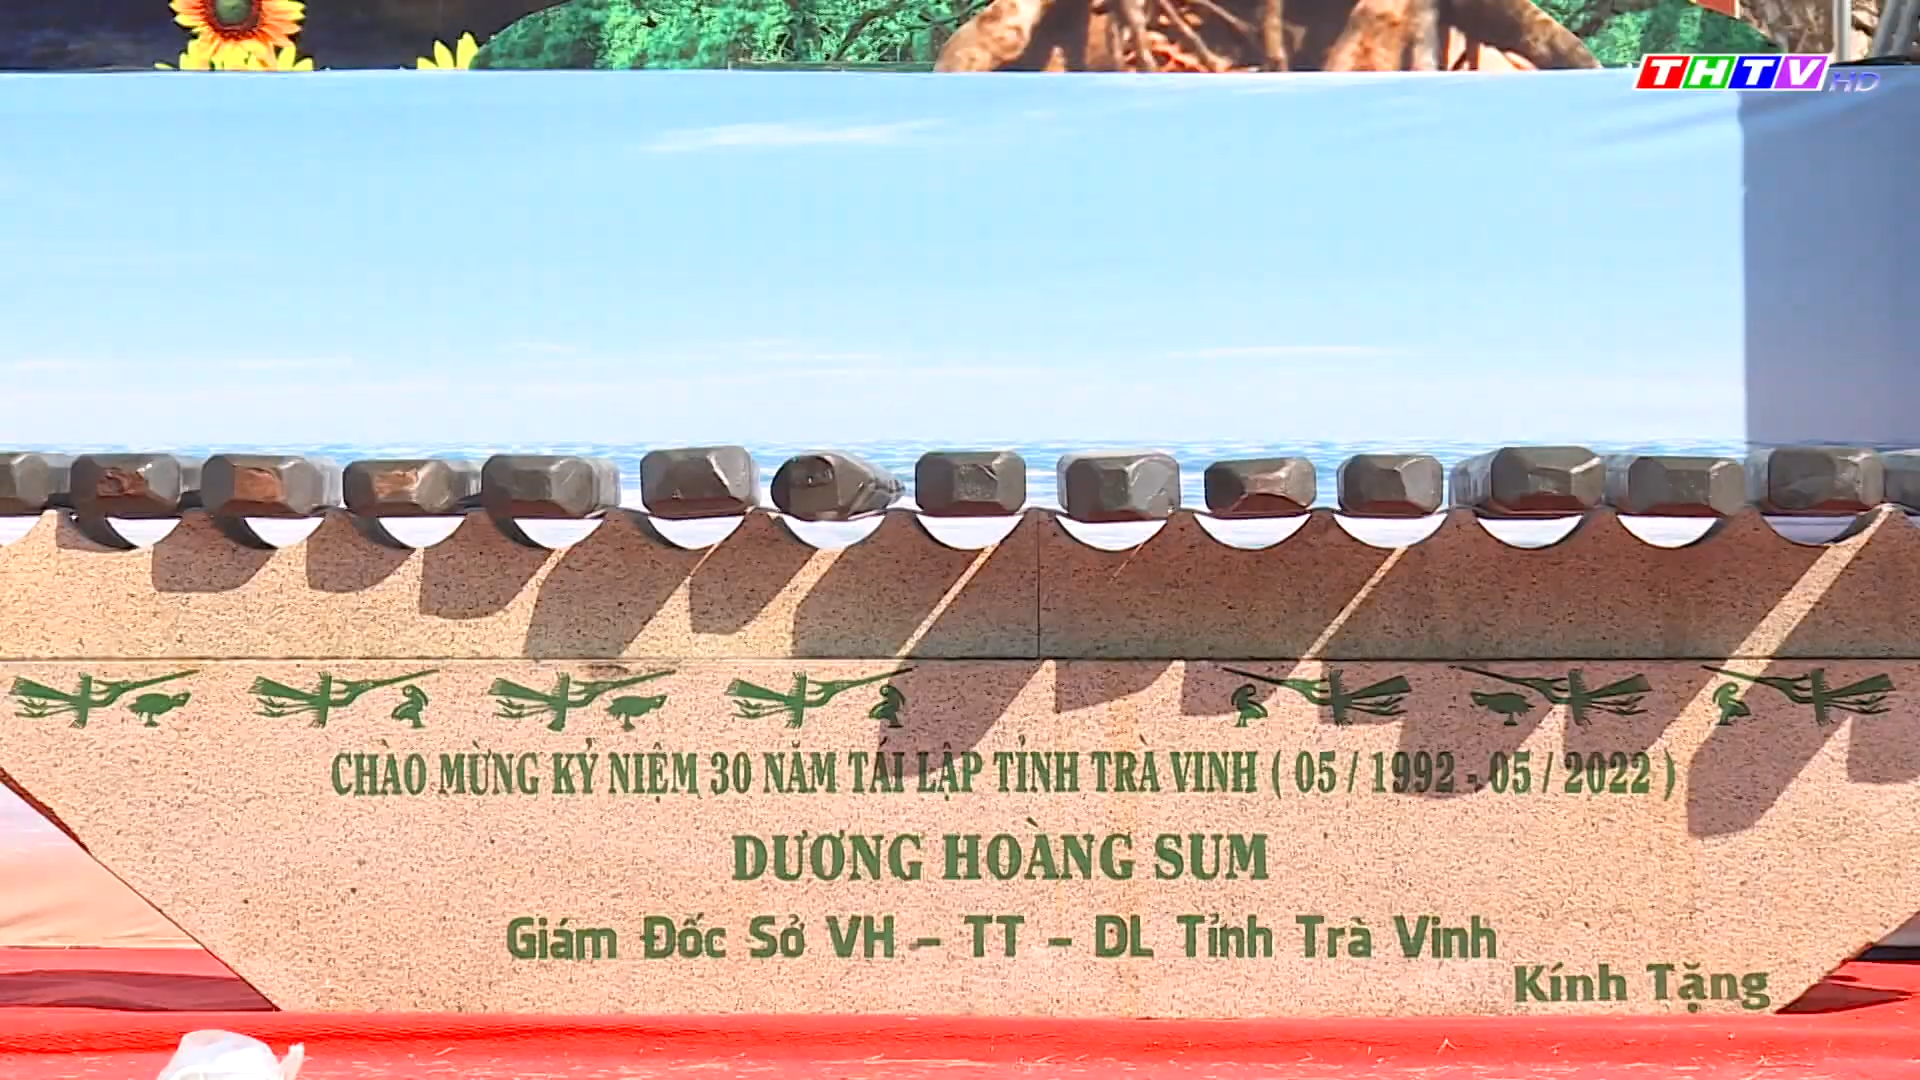 THTV HD
CHÀO MỪNG KỶ NIỆM 30 NĂM TÁI LẬP TỈNH TRÀ VINH ( 05 / 1992 - 05 / 2022 )
DƯƠNG HOÀNG SUM
Giám Đốc Sở VH – TT – DL Tỉnh Trà Vinh
Kính Tặng